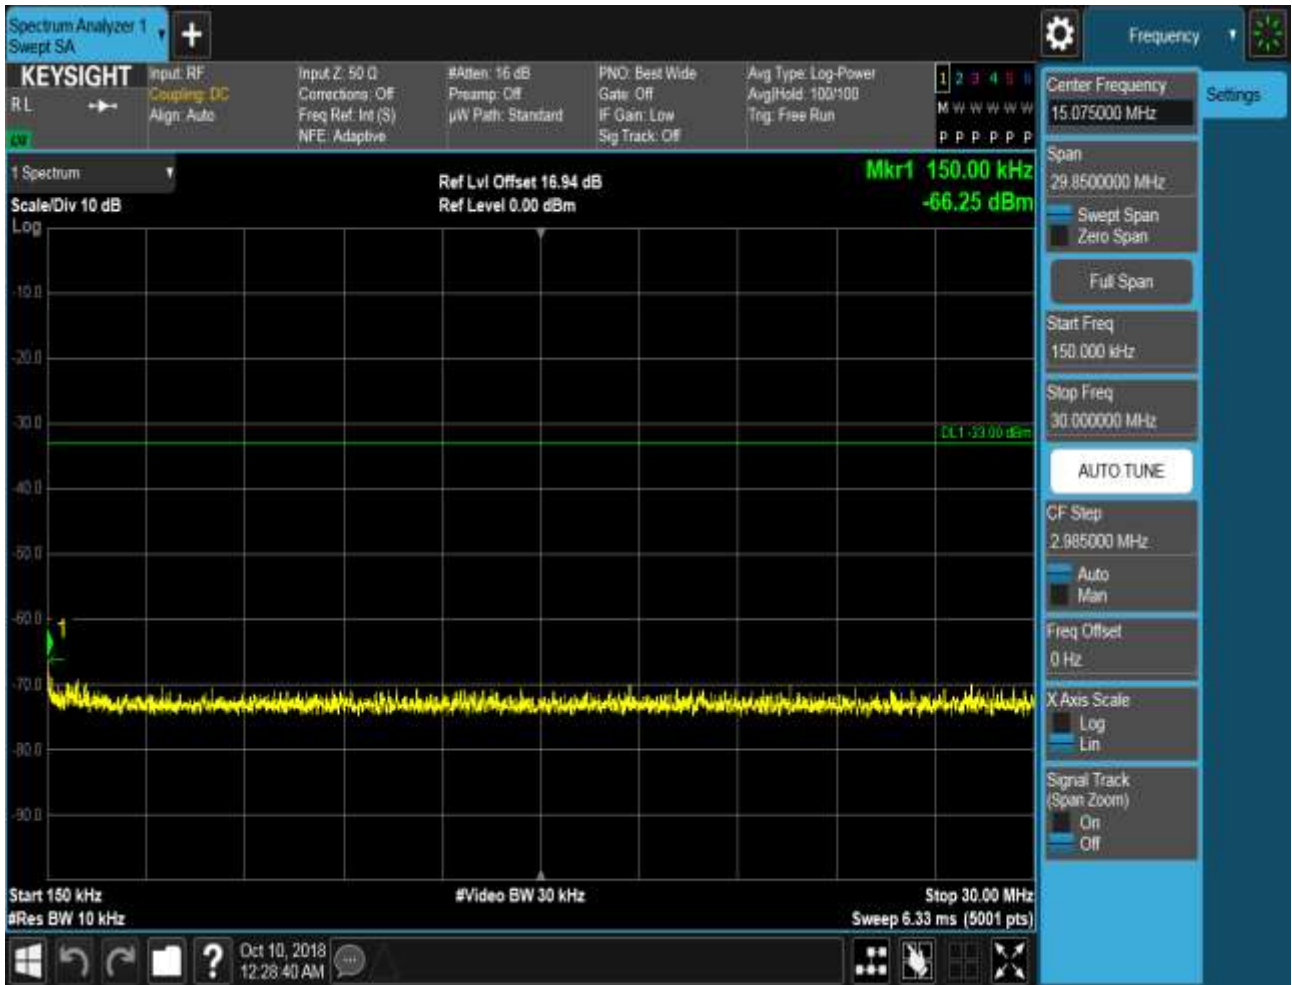 Spectrum Analyzer 1
Swept SA
Frequency
KEYSIGHT
RL
LXI
Input: RF
Coupling: DC
Align: Auto
Input Z: 50 Ω
Corrections: Off
Freq Ref: Int (S)
NFE: Adaptive
#Atten: 16 dB
Preamp: Off
µW Path: Standard
PNO: Best Wide
Gate: Off
IF Gain: Low
Sig Track: Off
Avg Type: Log-Power
Avg|Hold: 100/100
Trig: Free Run
1 2 3 4 5 6
M W W W W W
P P P P P P
Center Frequency
15.075000 MHz
Settings
1 Spectrum
Scale/Div 10 dB
Log
Ref Lvl Offset 16.94 dB
Ref Level 0.00 dBm
Mkr1 150.00 kHz
-66.25 dBm
Span
29.8500000 MHz
Swept Span
Zero Span
Full Span
Start Freq
150.000 kHz
Stop Freq
30.000000 MHz
AUTO TUNE
CF Step
2.985000 MHz
Auto
Man
Freq Offset
0 Hz
X Axis Scale
Log
Lin
Signal Track
(Span Zoom)
On
Off
-10.0
-20.0
-30.0
DL1 -33.00 dBm
-40.0
-50.0
-60.0
1
-70.0
-80.0
-90.0
Start 150 kHz
#Video BW 30 kHz
Stop 30.00 MHz
#Res BW 10 kHz
Sweep 6.33 ms (5001 pts)
?
Oct 10, 2018
12:28:40 AM